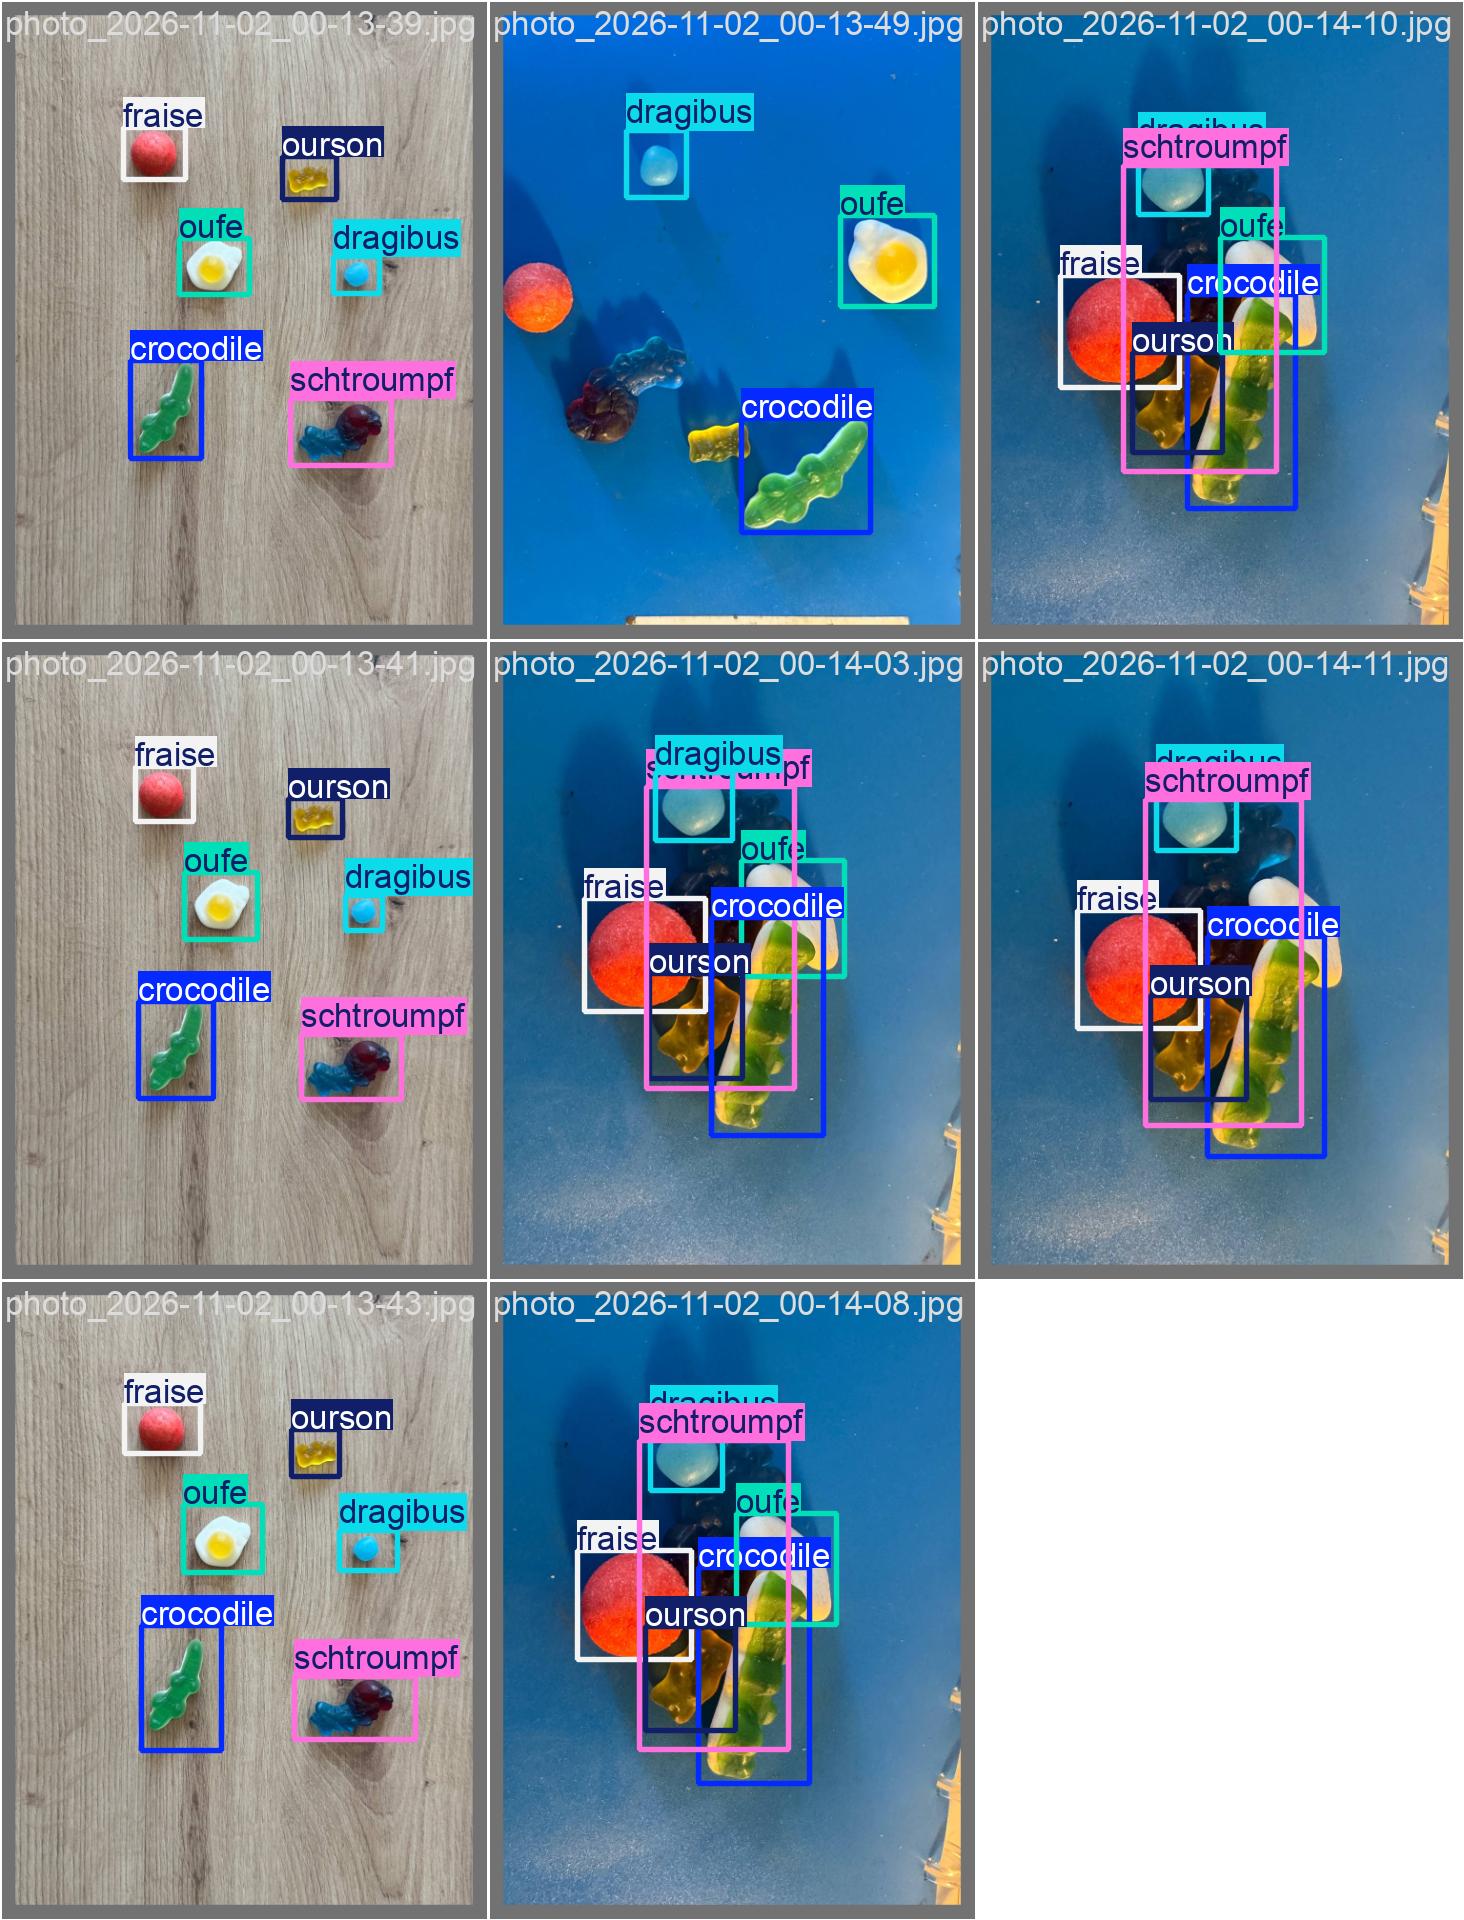 photo_2026-11-02_00-13-39.jpg
fraise
ourson
oufe
dragibus
crocodile
schtroumpf
photo_2026-11-02_00-13-49.jpg
dragibus
oufe
crocodile
photo_2026-11-02_00-14-10.jpg
dragibus
schtroumpf
oufe
fraise
crocodile
ourson
photo_2026-11-02_00-13-41.jpg
fraise
ourson
oufe
dragibus
crocodile
schtroumpf
photo_2026-11-02_00-14-03.jpg
dragibus
schtroumpf
oufe
fraise
crocodile
ourson
photo_2026-11-02_00-14-11.jpg
dragibus
schtroumpf
fraise
crocodile
ourson
photo_2026-11-02_00-13-43.jpg
fraise
ourson
oufe
dragibus
crocodile
schtroumpf
photo_2026-11-02_00-14-08.jpg
dragibus
schtroumpf
oufe
fraise
crocodile
ourson